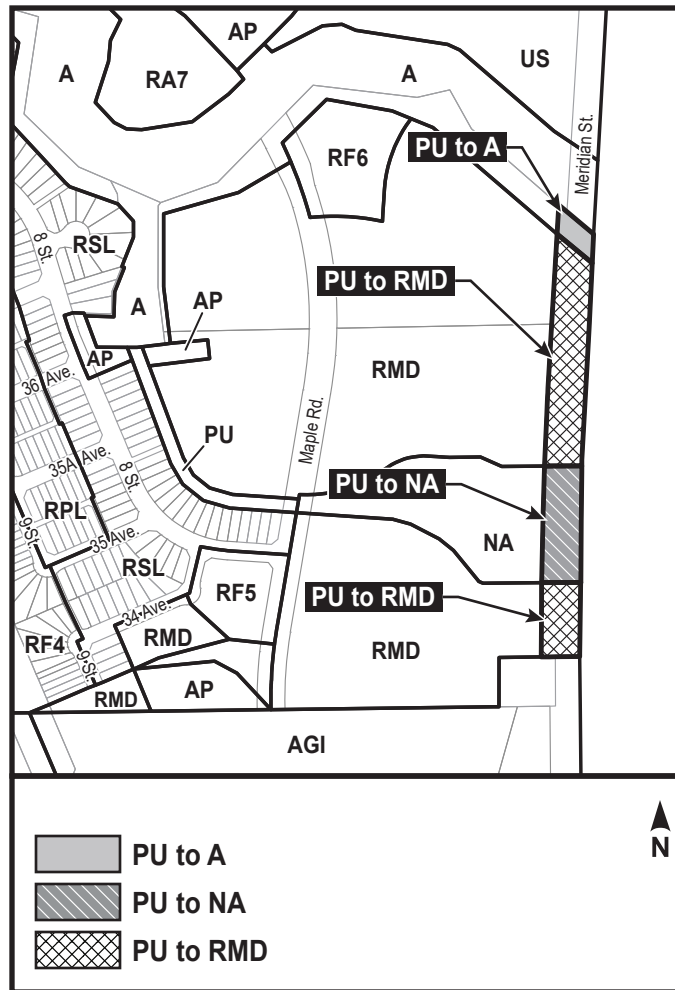 AP
US
A
RA7
A
Meridian St.
PU to A
RF6
8 St.
RSL
PU to RMD
A
AP
AP
36 Ave.
RMD
Maple Rd.
PU
35A Ave.
8 St.
PU to NA
RPL
9 St.
35 Ave.
NA
RSL
RF5
PU to RMD
34 Ave.
RF4
RMD
RMD
9 St.
RMD
AP
AGI
PU to A
N
PU to NA
PU to RMD